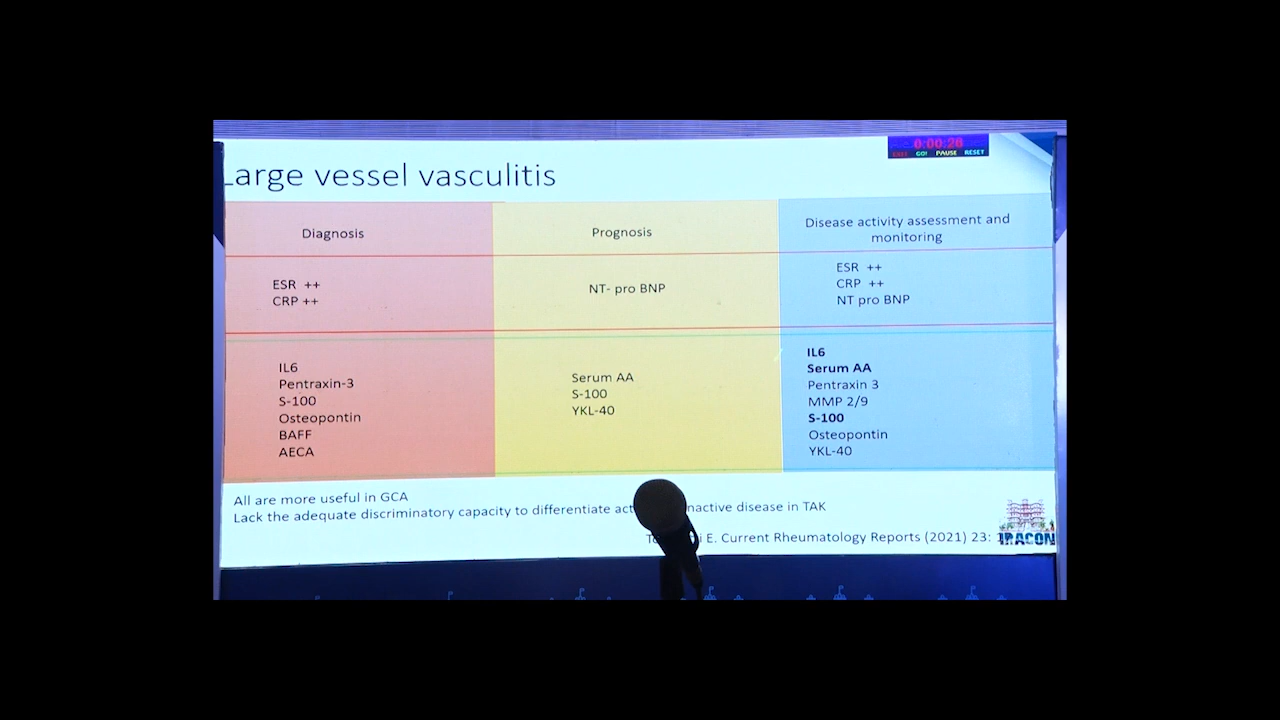 0:00:20
EXIT GO! PAUSE RESET
Large vessel vasculitis
Diagnosis
Prognosis
Disease activity assessment and
monitoring
ESR ++
CRP ++
NT- pro BNP
ESR ++
CRP ++
NT pro BNP
IL6
Pentraxin-3
S-100
Osteopontin
BAFF
AECA
Serum AA
S-100
YKL-40
IL6
Serum AA
Pentraxin 3
MMP 2/9
S-100
Osteopontin
YKL-40
All are more useful in GCA
Lack the adequate discriminatory capacity to differentiate disease in TAK
E. Current Rheumatology Reports (2021) 23:
IRACON